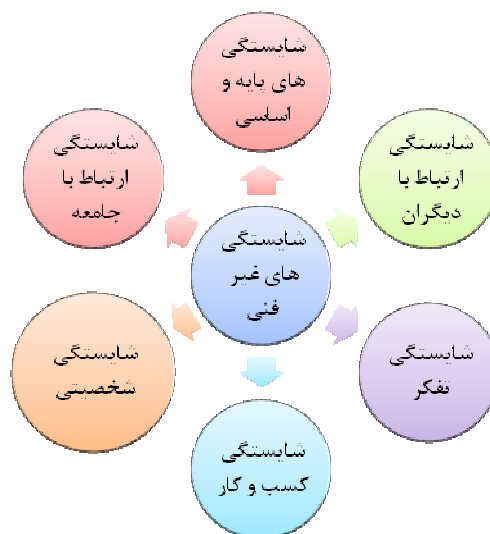 شایستگی
های پایه و
اساسی
شایستگی
ارتباط با
دیگران
شایستگی
تفکر
شایستگی
کسب و کار
شایستگی
شخصیتی
شایستگی
ارتباط با
جامعه
شایستگی
های غیر
فنی